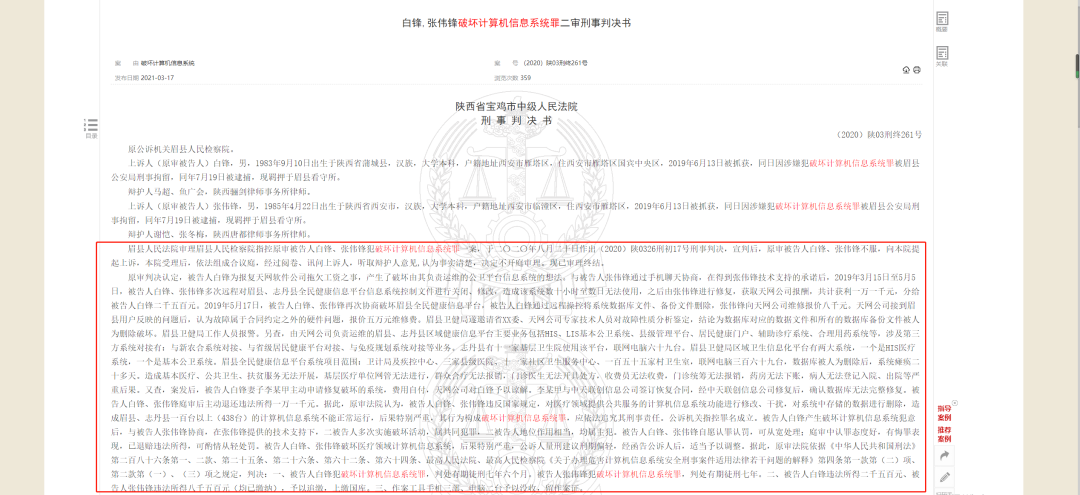 白锋,张伟锋破坏计算机信息系统罪二审刑事判决书
概要
案 由 破坏计算机信息系统
案 号 （2020）陕03刑终261号
发布日期 2021-03-17
浏览次数 359
关联
目录
陕西省宝鸡市中级人民法院
刑 事 判 决 书
（2020）陕03刑终261号
原公诉机关眉县人民检察院。
上诉人（原审被告人）白锋，男，1983年9月10日出生于陕西省蒲城县，汉族，大学本科，户籍地址西安市雁塔区，住西安市雁塔区国宾中央区，2019年6月13日被抓获，同日因涉嫌犯破坏计算机信息系统罪被眉县
公安局刑事拘留，同年7月19日被逮捕，现羁押于眉县看守所。
辩护人马超、鱼广会，陕西骊剑律师事务所律师。
上诉人（原审被告人）张伟锋，男，1985年4月22日出生于陕西省西安市，汉族，大学本科，户籍地址西安市临潼区，住西安市雁塔区，2019年6月13日被抓获，同日因涉嫌犯破坏计算机信息系统罪被眉县公安局刑事
拘留，同年7月19日被逮捕，现羁押于眉县看守所。
辩护人谢恺、张冬梅，陕西唐都律师事务所律师。
眉县人民法院审理眉县人民检察院指控原审被告人白锋、张伟锋犯破坏计算机信息系统罪一案，于二〇二〇年八月三十日作出（2020）陕0326刑初17号刑事判决，宣判后，原审被告人白锋、张伟锋不服，向本院提
起上诉。本院受理后，依法组成合议庭，经过阅卷、讯问上诉人，听取辩护人意见，认为事实清楚，决定不开庭审理。现已审理终结。
原审判决认定，被告人白锋为报复天网软件公司拖欠工资之事，产生了破坏由其负责运维的公卫平台信息系统的想法，与被告人张伟锋通过手机聊天协商，在得到张伟锋技术支持的承诺后，2019年3月15日至5月5
日，被告人白锋、张伟锋多次远程对眉县、志丹县全民健康信息平台信息系统控制文件进行关闭、修改，造成该系统数十小时至数日无法使用，之后由张伟锋进行修复，获取天网公司报酬，共计获利一万一千元，分给
被告人白锋二千五百元。2019年5月17日，被告人白锋、张伟锋再次协商破坏眉县全民健康信息平台，被告人张伟锋通过远程操控将系统数据库文件、备份文件删除，张伟锋向天网公司维修报价八千元。天网公司接到眉
县用户反映的问题后，认为故障属于合同约定之外的硬件问题，报价五万元维修费。眉县卫健局遂邀请省XX委、天网公司专家技术人员对故障性质分析鉴定，结论为数据库对应的数据文件和所有的数据库备份文件被人
为删除破坏。眉县卫健局工作人员报警。另查，由天网公司负责运维的眉县、志丹县区域健康信息平台主要业务包括HIS、LIS基本公卫系统、县级管理平台、居民健康门户、辅助诊疗系统、合理用药系统等，涉及第三
方系统对接有：与新农合系统对接、与省级居民健康平台对接、与免疫规划系统对接等业务。志丹县有十二家基层卫生院使用该平台，联网电脑六十九台。眉县卫健局区域卫生信息化平台有两大系统，一个是HIS医疗
系统，一个是基本公卫系统。眉县全民健康信息平台系统项目范围：卫计局及疾控中心、三家县级医院、十一家社区卫生服务中心、一百五十五家村卫生室，联网电脑三百六十九台，数据库被人为删除后，系统瘫痪二
十多天。造成基本医疗、公共卫生、扶贫服务无法开展，基层医疗单位网管无法进行，群众合疗无法报销，门诊医生无法开具处方，收费员无法收费，门诊统筹无法报销，药房无法下账，病人无法登记入院、出院等严
重后果。又查，案发后，被告人白锋妻子李某甲主动申请修复破坏的系统，费用自付，天网公司对白锋予以谅解。李某甲与中天联创信息公司签订恢复合同，经中天联创信息公司修复后，确认数据库无法完整修复。被
告人白锋、张伟锋庭审后主动退还违法所得一万一千元。据此，原审法院认为，被告人白锋、张伟锋违反国家规定，对医疗领域提供公共服务的计算机信息系统功能进行修改、干扰，对系统中存储的数据进行删除，造
成眉县、志丹县一百台以上（438台）的计算机信息系统不能正常运行，后果特别严重，其行为构成破坏计算机信息系统罪，应依法追究其刑事责任。公诉机关指控罪名成立。被告人白锋产生破坏计算机信息系统犯意
后，与被告人张伟锋协商，在张伟锋提供的技术支持下，二被告人多次实施破坏活动，属共同犯罪。二被告人地位作用相当，均属主犯。被告人白锋、张伟锋自愿认罪认罚，可从宽处理；庭审中认罪态度好，有悔罪表
现，已退赔违法所得，可酌情从轻处罚。被告人白锋、张伟锋破坏医疗领域计算机信息系统，后果特别严重，公诉人量刑建议刑期偏轻，经函告公诉人后，适当予以调整。据此，原审法院依据《中华人民共和国刑法》
第二百八十六条第一、二款、第二十五条、第二十六条、第六十七条、第六十二条、第六十四条、最高人民法院、最高人民检察院《关于办理危害计算机信息系统安全刑事案件适用法律若干问题的解释》第四条第一款第（二）项、
第二款第（一）、（三）项之规定，判决：一、被告人白锋犯破坏计算机信息系统罪，判处有期徒刑七年六个月，被告人张伟锋犯破坏计算机信息系统罪，判处有期徒刑七年。二、被告人白锋违法所得二千五百元、被
告人张伟锋违法所得八千五百元（均已缴纳），予以追缴，上缴国库。三、作案工具手机三部、电脑二台予以没收，留作案存。
指导
案例
推荐
案例